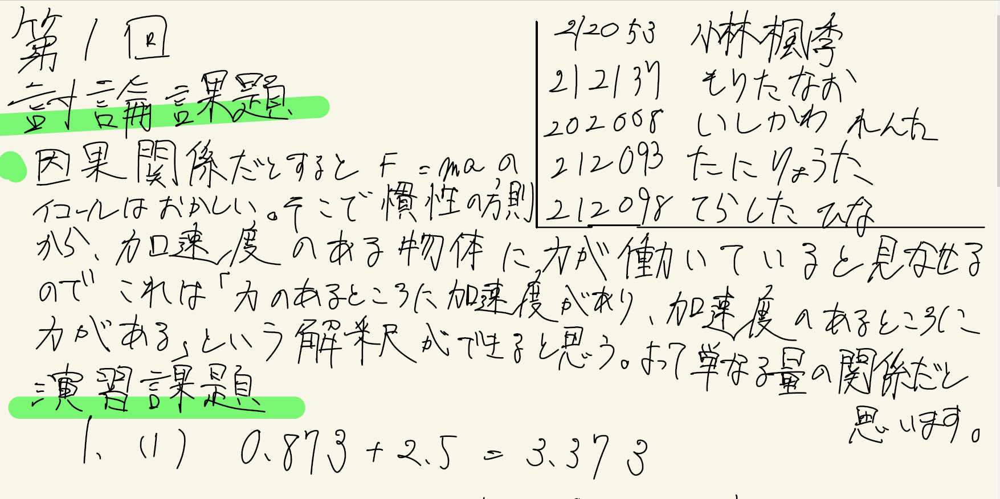 第1回
212053 小林楓季
212137 もりたなお
202008 いしかわ れんた
212093 たにりょうた
212098 てらした ひな
討論課題
因果関係だとすると F=maの
イコールはおかしい。そこで慣性の方則
から、加速度のある物体に力が働いていると見なせる
ので これは「力のあるところに加速度があり、加速度のあるところに
力がある」という解釈ができると思う。よって単なる量の関係だと
思います。
演習課題
1. (1) 0.873 + 2.5 = 3.373